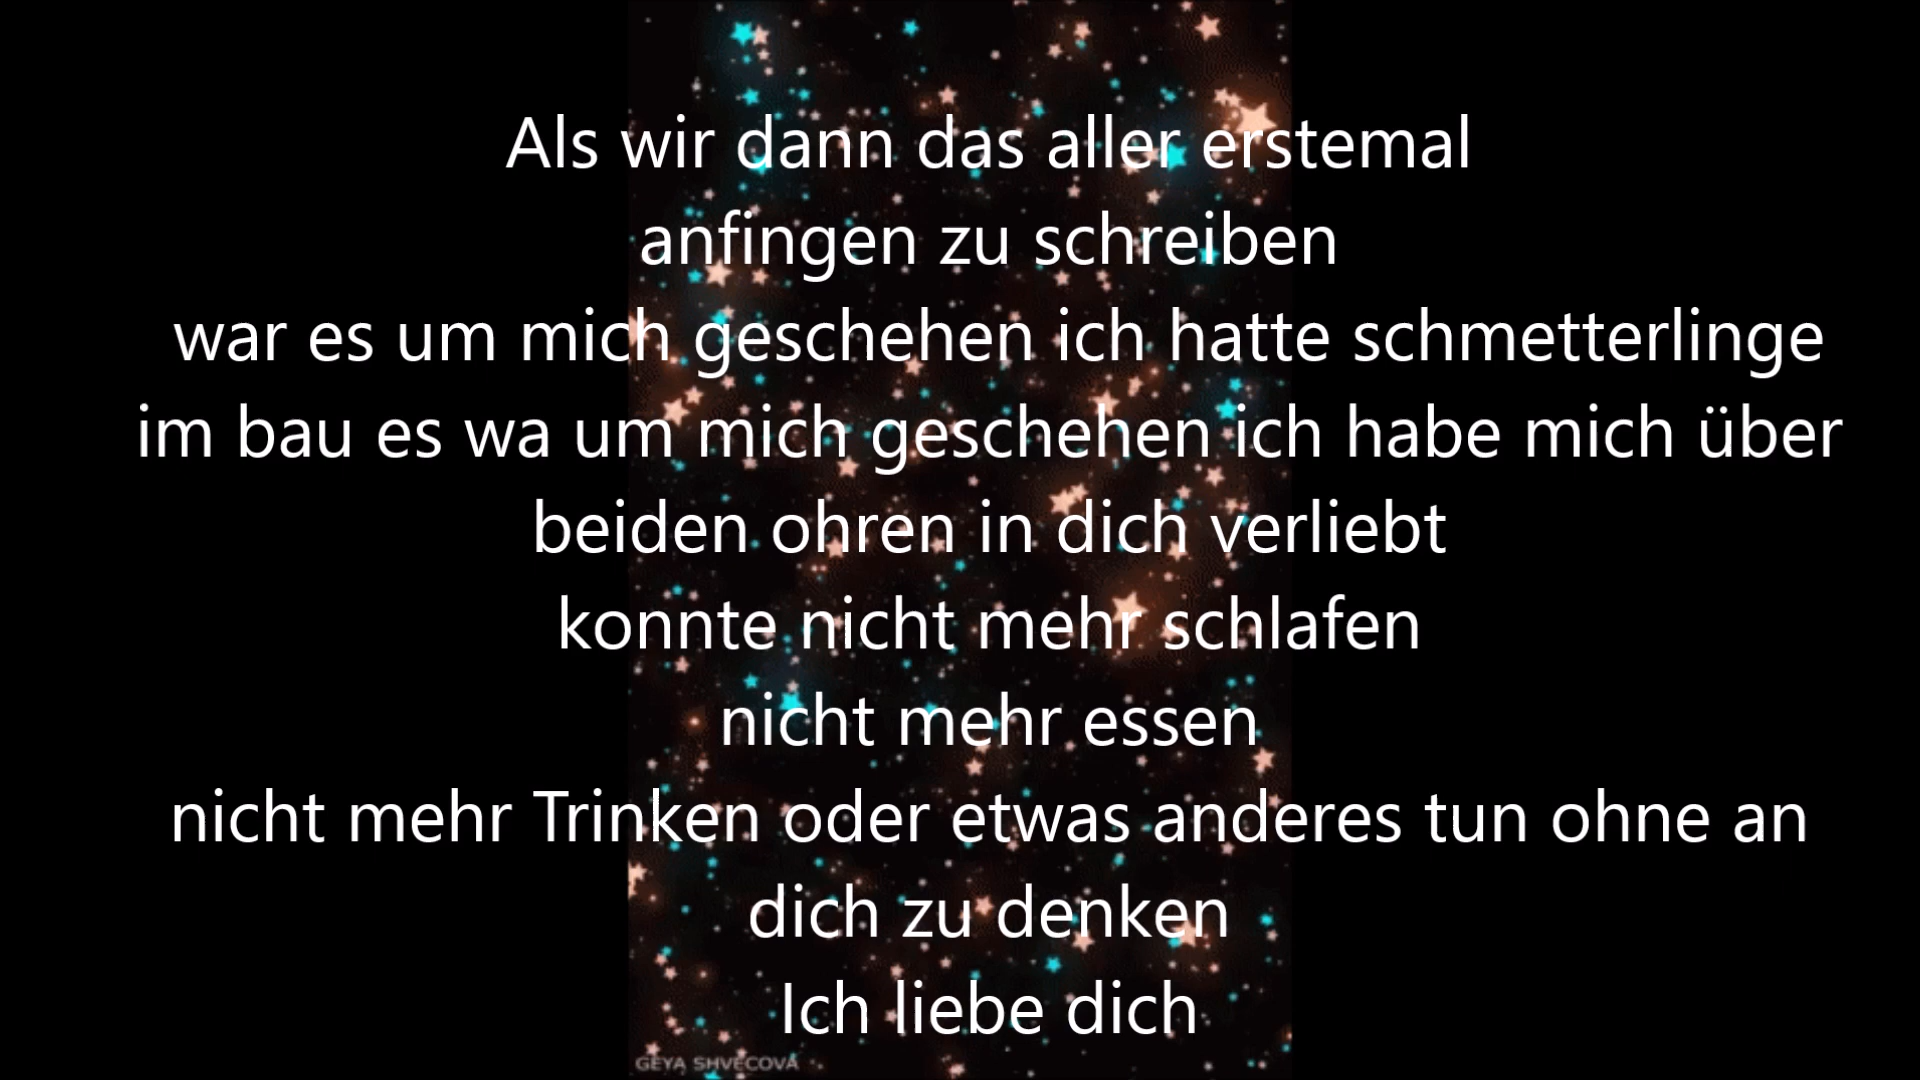 Als wir dann das aller erstemal
anfingen zu schreiben
war es um mich geschehen ich hatte schmetterlinge
im bau es wa um mich geschehen ich habe mich über
beiden ohren in dich verliebt
konnte nicht mehr schlafen
nicht mehr essen
nicht mehr Trinken oder etwas anderes tun ohne an
dich zu denken
Ich liebe dich
GEYA SHVECOVA